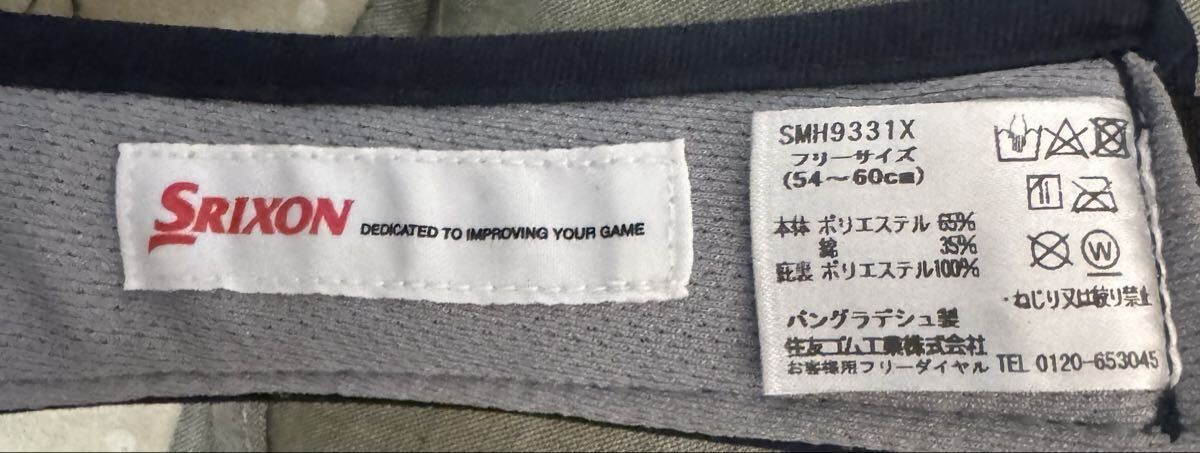 SRIXON DEDICATED TO IMPROVING YOUR GAME
SMH9331X
フリーサイズ
(54～60cm)
本体 ポリエステル 65%
綿 35%
庇裏 ポリエステル100%
・ねじり又は絞り禁止
バングラデシュ製
住友ゴム工業株式会社
お客様用フリーダイヤル TEL 0120-653045
W